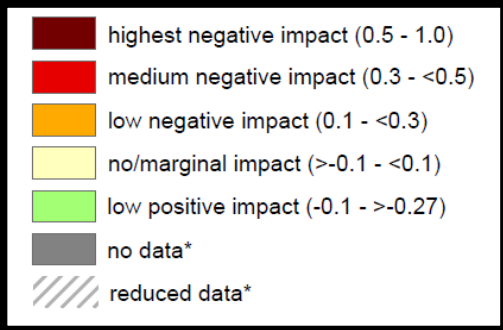 highest negative impact (0.5 - 1.0)
medium negative impact (0.3 - <0.5)
low negative impact (0.1 - <0.3)
no/marginal impact (>-0.1 - <0.1)
low positive impact (-0.1 - >-0.27)
no data*
reduced data*